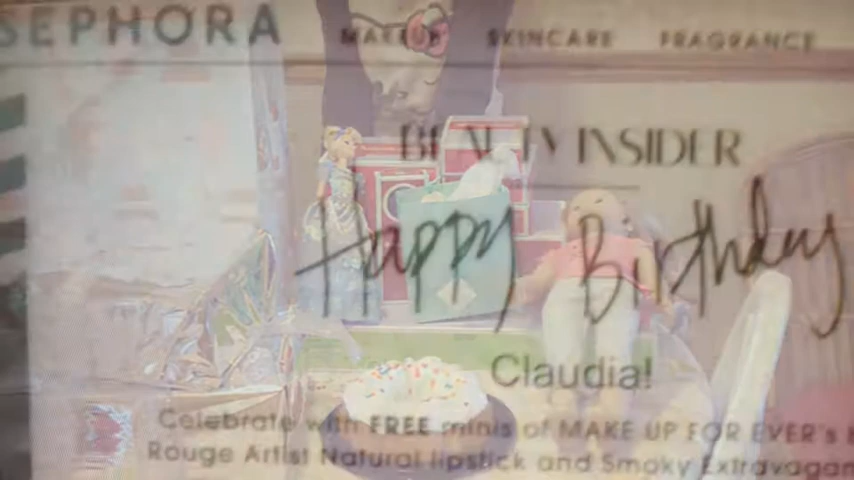 SEPHORA MAKEUP SKINCARE FRAGRANCE
BEAUTY INSIDER
Happy Birthday
Claudia!
Celebrate with FREE minis of MAKE UP FOR EVER's
Rouge Artist Natural lipstick and Smoky Extravagan